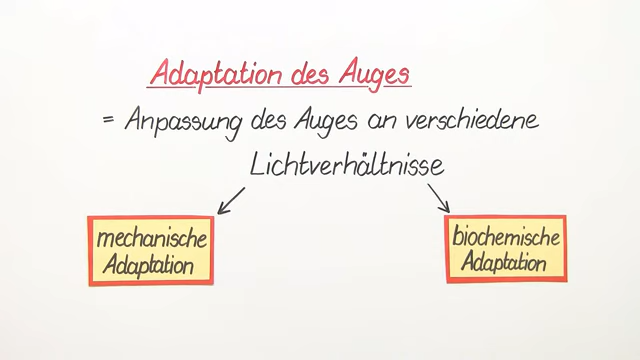 Adaptation des Auges
= Anpassung des Auges an verschiedene
Lichtverhältnisse
mechanische
Adaptation
biochemische
Adaptation